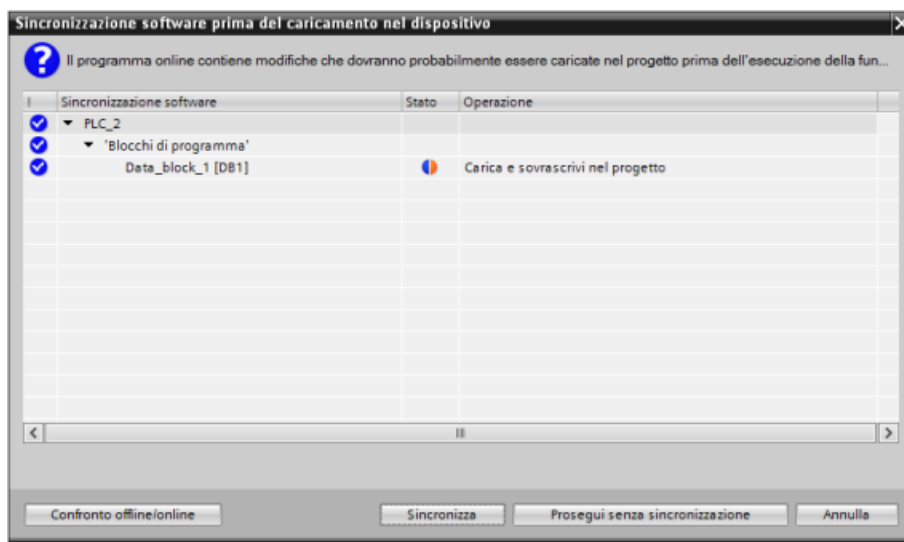 Sincronizzazione software prima del caricamento nel dispositivo
Il programma online contiene modifiche che dovranno probabilmente essere caricate nel progetto prima dell'esecuzione della fun...
! Sincronizzazione software Stato Operazione
PLC_2
'Blocchi di programma'
Data_block_1 [DB1] Carica e sovrascrivi nel progetto
Confronto offline/online Sincronizza Prosegui senza sincronizzazione Annulla